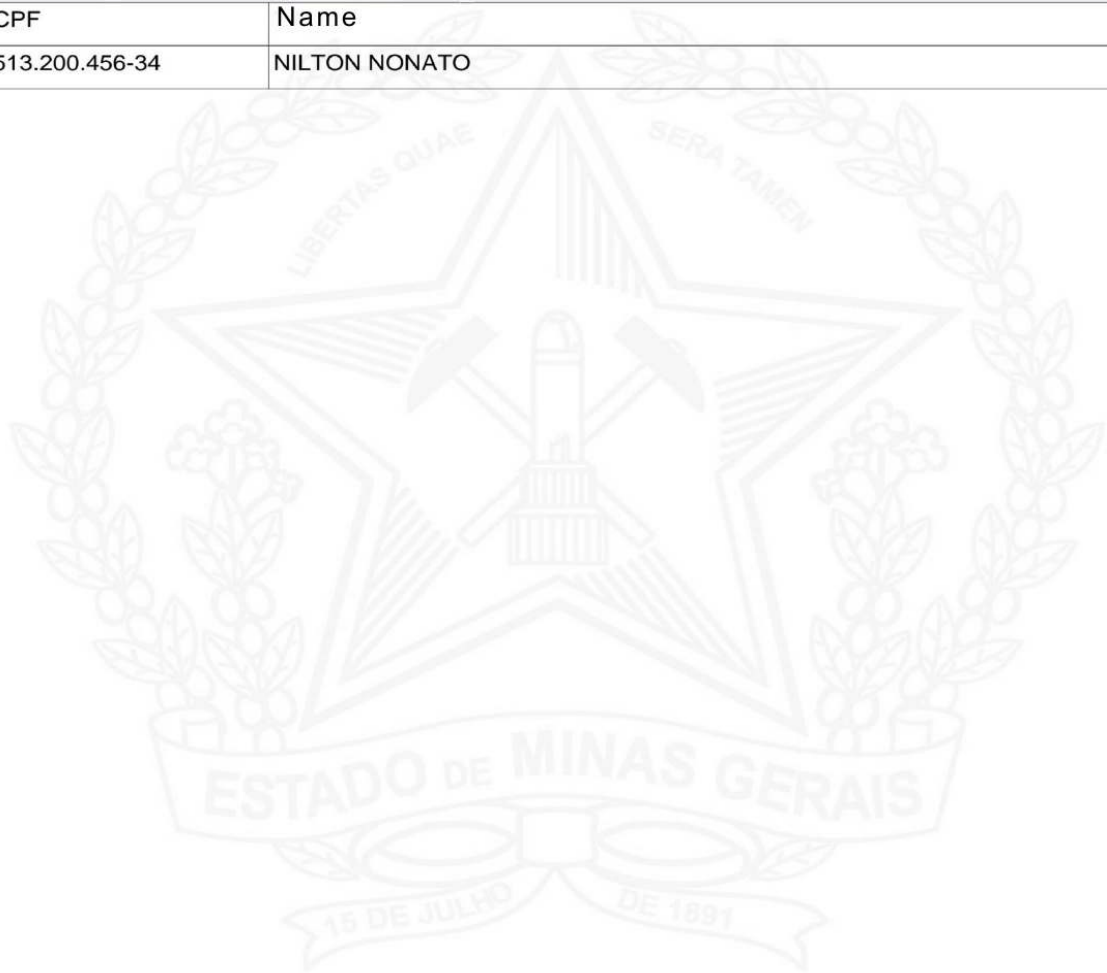 CPF Name
513.200.456-34 NILTON NONATO
LIBERTAS QUAE SERA TAMEN
ESTADO DE MINAS GERAIS
15 DE JULHO DE 1891